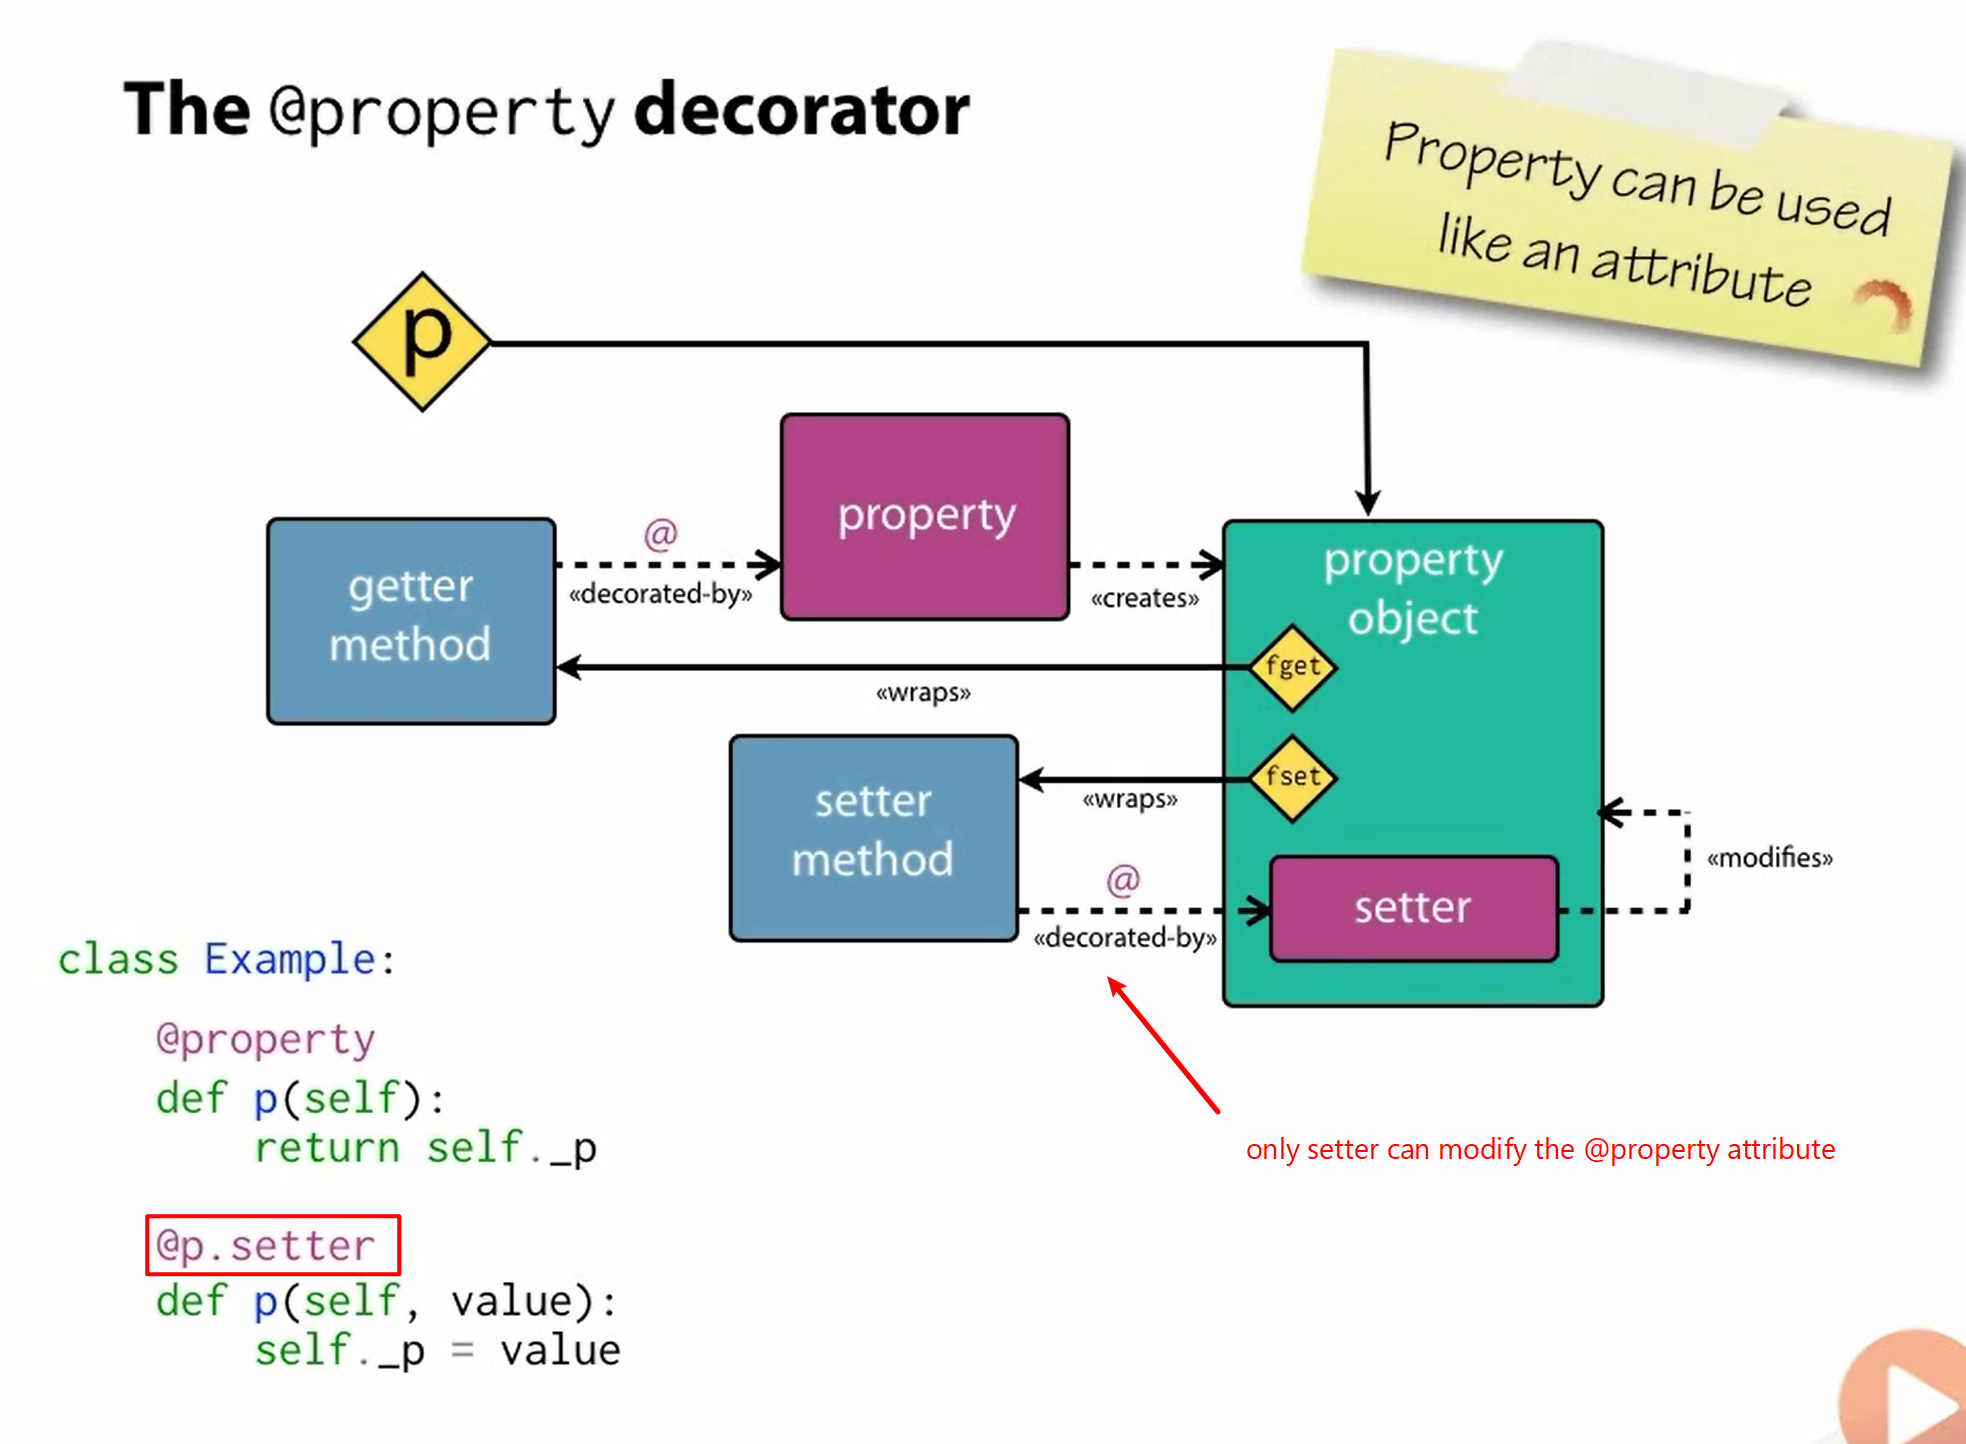 The @property decorator
Property can be used
like an attribute
p
property
@
«decorated-by»
«creates»
getter
method
property
object
fget
«wraps»
setter
method
fset
«wraps»
@
«decorated-by»
setter
«modifies»
only setter can modify the @property attribute
class Example:
@property
def p(self):
return self._p
@p.setter
def p(self, value):
self._p = value